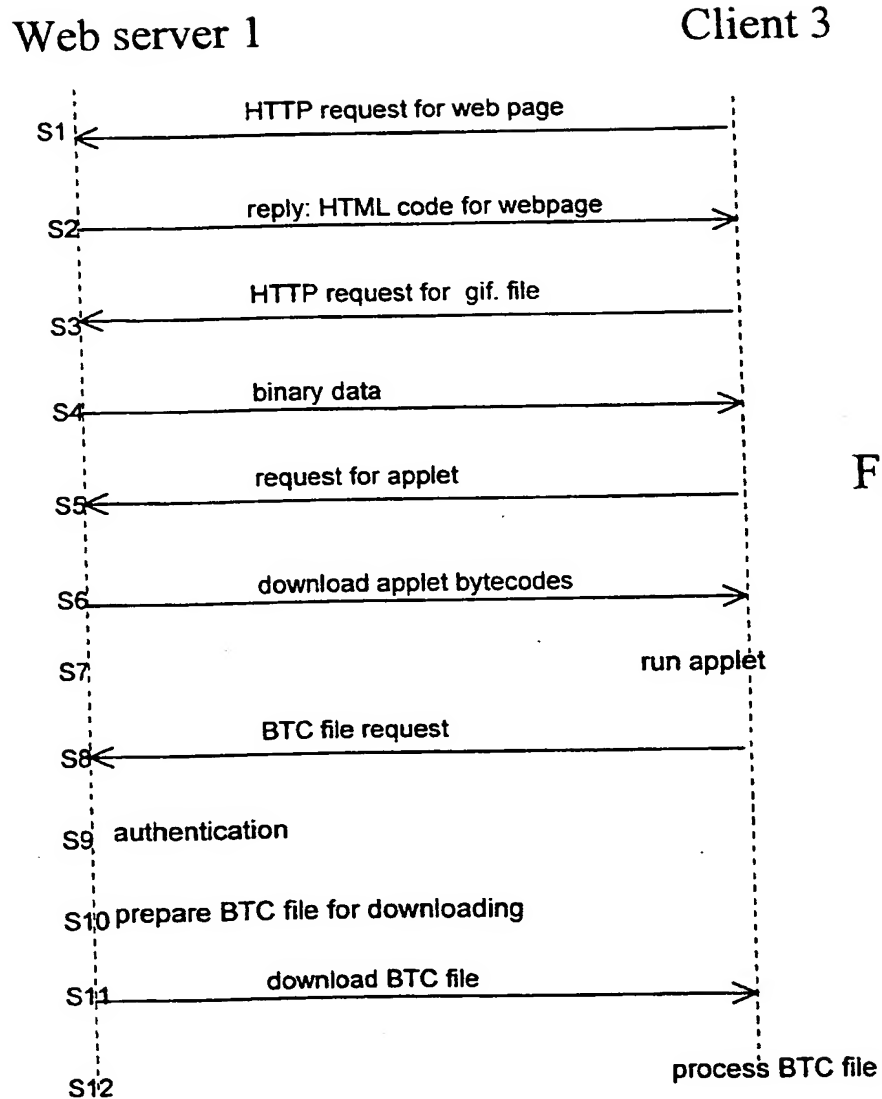 Web server 1
Client 3
HTTP request for web page
S1
reply: HTML code for webpage
S2
HTTP request for gif. file
S3
binary data
S4
request for applet
S5
F
download applet bytecodes
S6
S7
run applet
BTC file request
S8
S9 authentication
S10 prepare BTC file for downloading
download BTC file
S11
process BTC file
S12